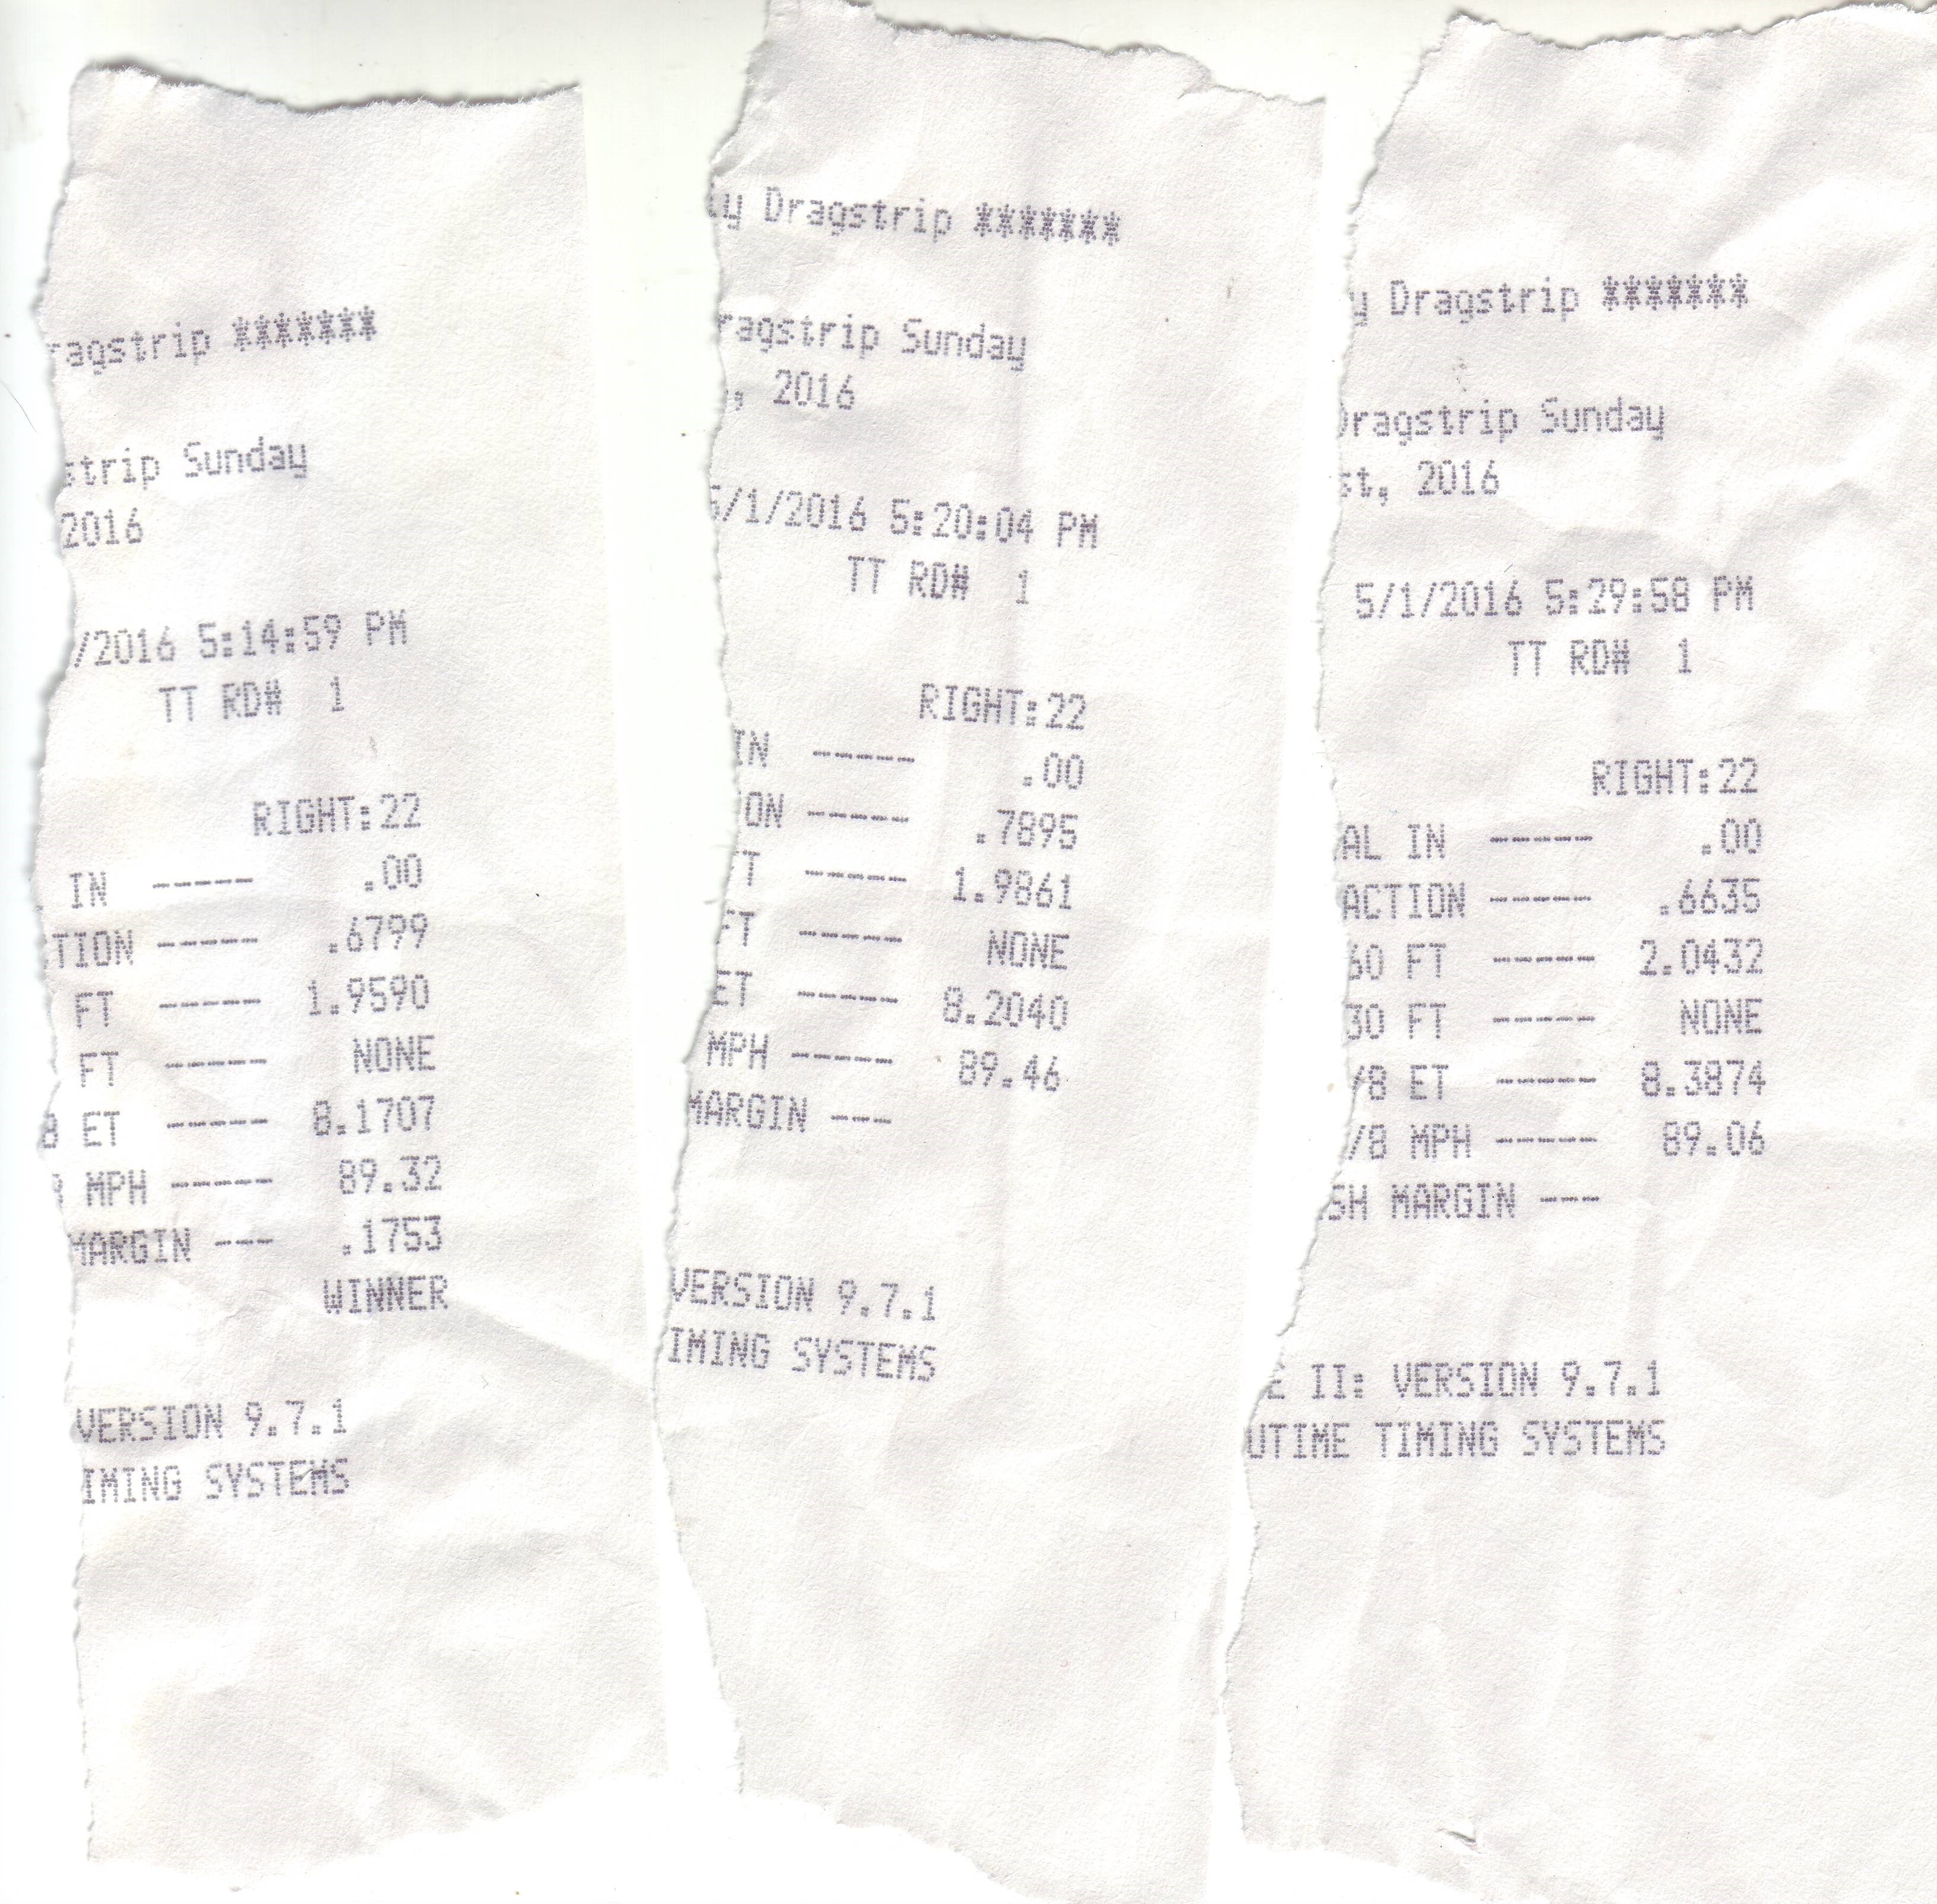 ragstrip *******
strip Sunday
2016
/2016 5:14:59 PM
TT RD# 1
RIGHT:22
IN ----- .00
TION ----- .6799
FT ----- 1.9590
FT ----- NONE
8 ET ----- 8.1707
MPH ----- 89.32
MARGIN --- .1753
WINNER
VERSION 9.7.1
IMING SYSTEMS
y Dragstrip *******
ragstrip Sunday
, 2016
5/1/2016 5:20:04 PM
TT RD# 1
RIGHT:22
IN ----- .00
ON ----- .7895
T ----- 1.9861
FT ----- NONE
ET ----- 8.2040
MPH ----- 89.46
MARGIN ---
VERSION 9.7.1
IMING SYSTEMS
y Dragstrip *******
Dragstrip Sunday
st, 2016
5/1/2016 5:29:58 PM
TT RD# 1
RIGHT:22
AL IN ----- .00
ACTION ----- .6635
60 FT ----- 2.0432
30 FT ----- NONE
/8 ET ----- 8.3874
/8 MPH ----- 89.06
SH MARGIN ---
E II: VERSION 9.7.1
UTIME TIMING SYSTEMS